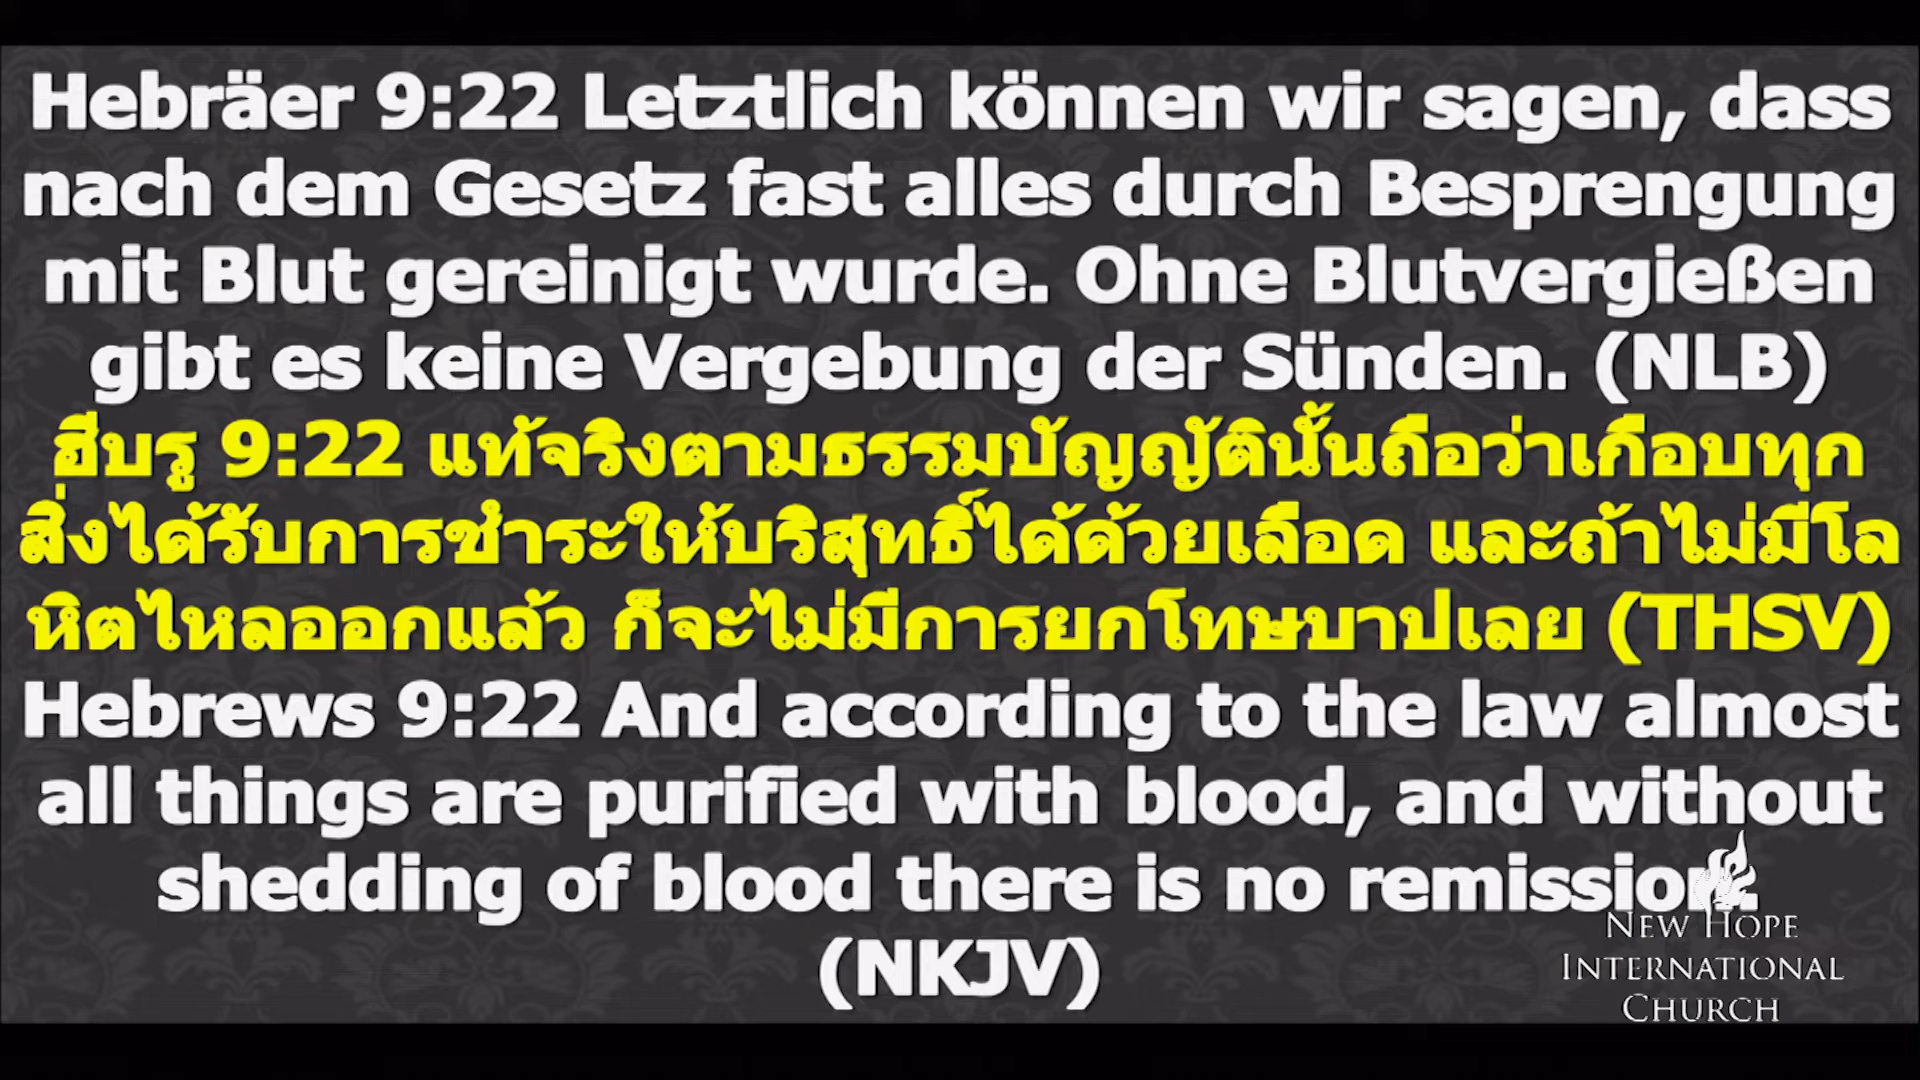 Hebräer 9:22 Letztlich können wir sagen, dass
nach dem Gesetz fast alles durch Besprengung
mit Blut gereinigt wurde. Ohne Blutvergießen
gibt es keine Vergebung der Sünden. (NLB)
ฮีบรู 9:22 แท้จริงตามธรรมบัญญัตินั้นถือว่าเกือบทุก
สิ่งได้รับการชำระให้บริสุทธิ์ได้ด้วยเลือด และถ้าไม่มีโล
หิตไหลออกแล้ว ก็จะไม่มีการยกโทษบาปเลย (THSV)
Hebrews 9:22 And according to the law almost
all things are purified with blood, and without
shedding of blood there is no remission.
(NKJV)
NEW HOPE
INTERNATIONAL
CHURCH